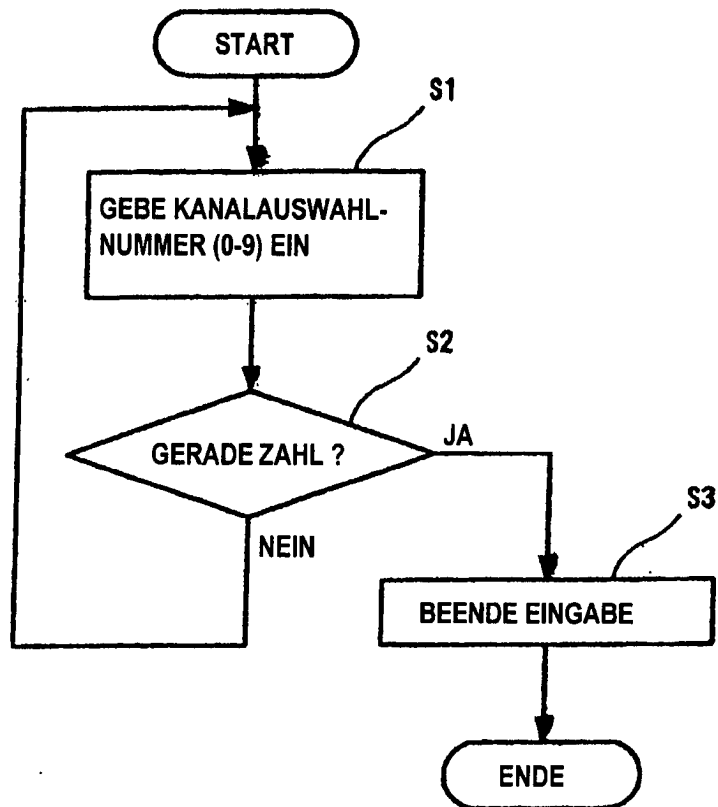 START
S1
GEBE KANALAUSWAHL-
NUMMER (0-9) EIN
S2
GERADE ZAHL ?
JA
NEIN
S3
BEENDE EINGABE
ENDE